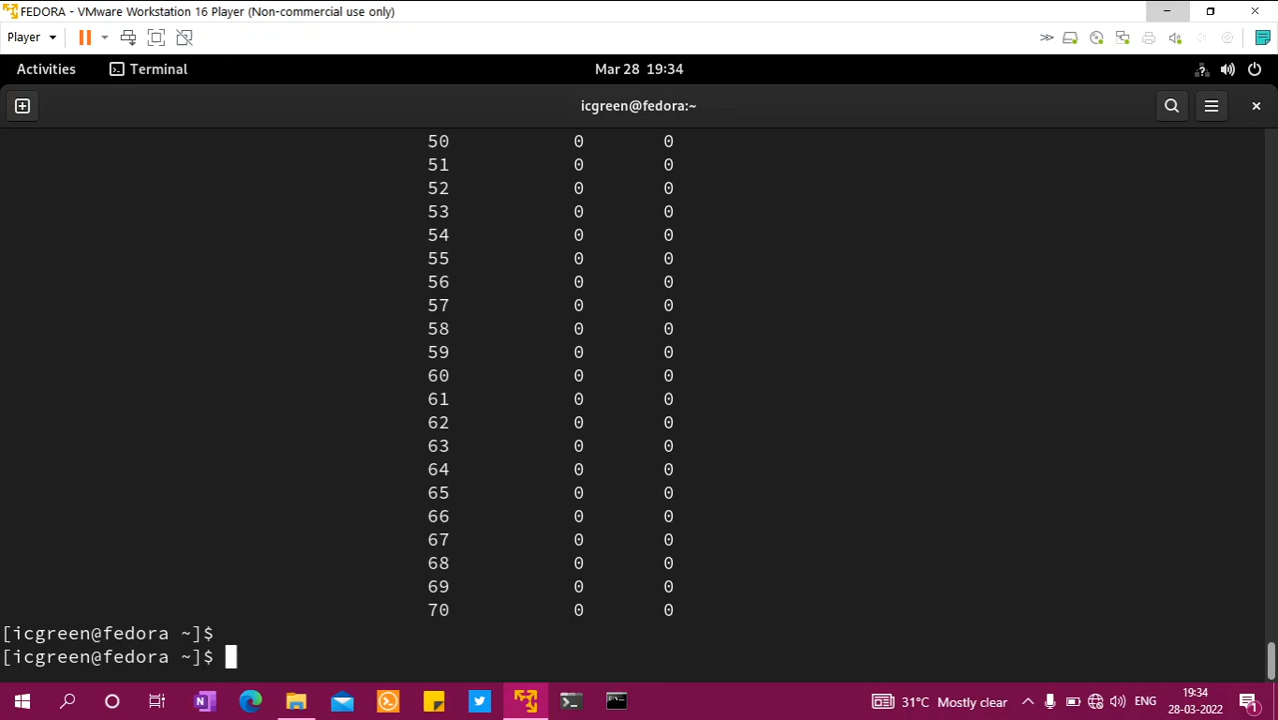 FEDORA - VMware Workstation 16 Player (Non-commercial use only)
Player
Activities Terminal Mar 28 19:34
icgreen@fedora:~
50 0 0
51 0 0
52 0 0
53 0 0
54 0 0
55 0 0
56 0 0
57 0 0
58 0 0
59 0 0
60 0 0
61 0 0
62 0 0
63 0 0
64 0 0
65 0 0
66 0 0
67 0 0
68 0 0
69 0 0
70 0 0
[icgreen@fedora ~]$
[icgreen@fedora ~]$
31°C Mostly clear ENG 19:34
28-03-2022 1